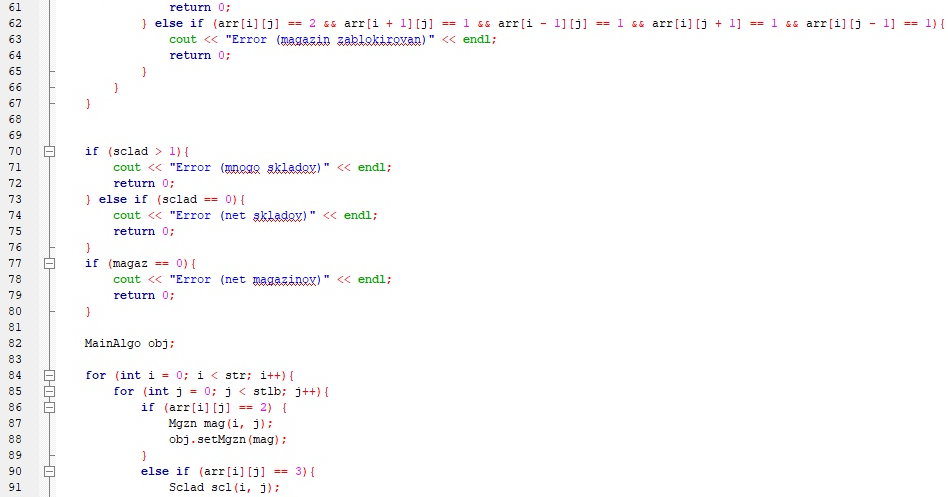 61 return 0;
62 } else if (arr[i][j] == 2 && arr[i + 1][j] == 1 && arr[i - 1][j] == 1 && arr[i][j + 1] == 1 && arr[i][j - 1] == 1){
63 cout << "Error (magazin zablokirovan)" << endl;
64 return 0;
65 }
66 }
67 }
68
69
70 if (sclad > 1){
71 cout << "Error (mnogo skladov)" << endl;
72 return 0;
73 } else if (sclad == 0){
74 cout << "Error (net skladov)" << endl;
75 return 0;
76 }
77 if (magaz == 0){
78 cout << "Error (net magazinov)" << endl;
79 return 0;
80 }
81
82 MainAlgo obj;
83
84 for (int i = 0; i < str; i++){
85 for (int j = 0; j < stlb; j++){
86 if (arr[i][j] == 2) {
87 Mgzn mag(i, j);
88 obj.setMgzn(mag);
89 }
90 else if (arr[i][j] == 3){
91 Sclad scl(i, j);